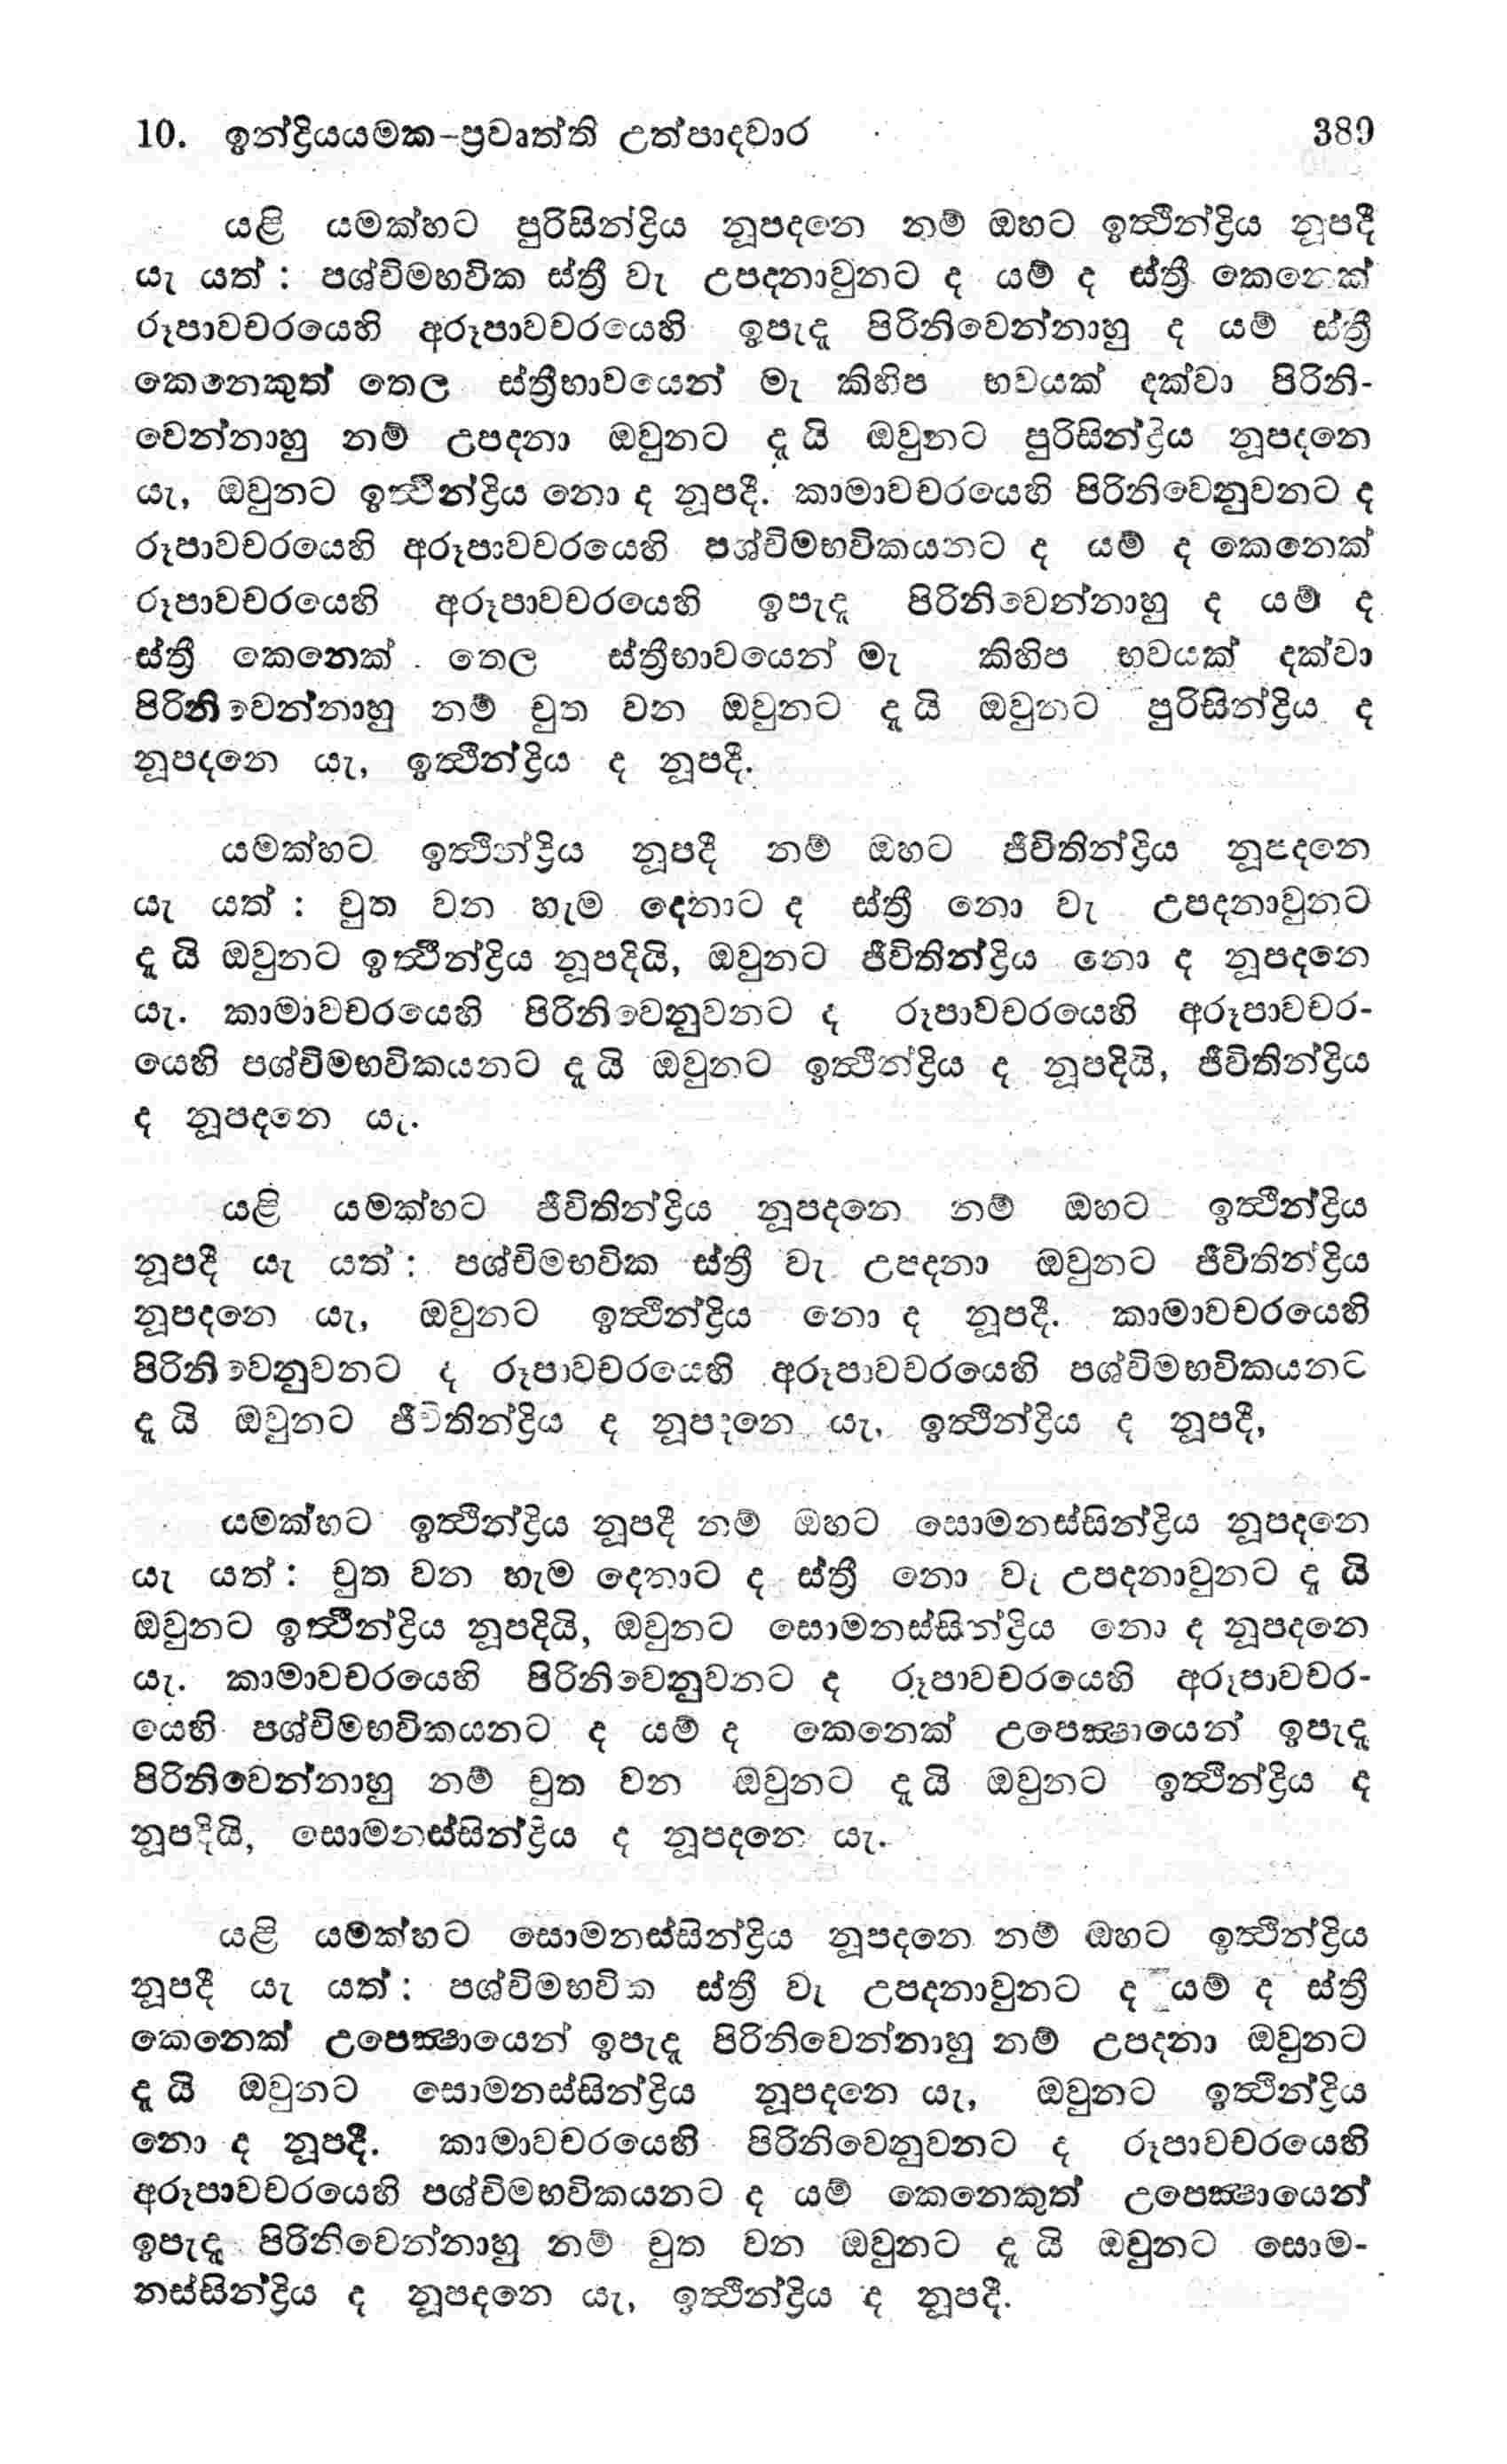 10. ඉන්ද්‍රියයමක-ප්‍රවෘත්ති උත්පාදවාර 389
යළි යමක්හට පුරිසින්ද්‍රිය නූපදනෙ නම් ඔහට ඉත්‍ථින්ද්‍රිය නූපදී
යැ යත් : පශ්චිමභවික ස්ත්‍රී වැ උපදනාවුනට ද යම් ද ස්ත්‍රී කෙනෙක්
රූපාවචරයෙහි අරූපාවචරයෙහි ඉපැදැ පිරිනිවෙන්නාහු ද යම් ස්ත්‍රී
කෙනෙකුත් තෙල ස්ත්‍රීභාවයෙන් මැ කිහිප භවයක් දක්වා පිරිනි-
වෙන්නාහු නම් උපදනා ඔවුනට දැ යි ඔවුනට පුරිසින්ද්‍රිය නූපදනෙ
යැ, ඔවුනට ඉත්‍ථින්ද්‍රිය නො ද නූපදී. කාමාවචරයෙහි පිරිනිවෙනුවනට ද
රූපාවචරයෙහි අරූපාවචරයෙහි පශ්චිමභවිකයනට ද යම් ද කෙනෙක්
රූපාවචරයෙහි අරූපාවචරයෙහි ඉපැදැ පිරිනිවෙන්නාහු ද යම් ද
ස්ත්‍රී කෙනෙක් තෙල ස්ත්‍රීභාවයෙන් මැ කිහිප භවයක් දක්වා
පිරිනිවෙන්නාහු නම් චුත වන ඔවුනට දැ යි ඔවුනට පුරිසින්ද්‍රිය ද
නූපදනෙ යැ, ඉත්‍ථින්ද්‍රිය ද නූපදී.
යමක්හට ඉත්‍ථින්ද්‍රිය නූපදී නම් ඔහට ජීවිතින්ද්‍රිය නූපදනෙ
යැ යත් : චුත වන හැම දෙනාට ද ස්ත්‍රී නො වැ උපදනාවුනට
දැ යි ඔවුනට ඉත්‍ථින්ද්‍රිය නූපදියි, ඔවුනට ජීවිතින්ද්‍රිය නො ද නූපදනෙ
යැ. කාමාවචරයෙහි පිරිනිවෙනුවනට ද රූපාවචරයෙහි අරූපාවචර-
යෙහි පශ්චිමභවිකයනට දැ යි ඔවුනට ඉත්‍ථින්ද්‍රිය ද නූපදියි, ජීවිතින්ද්‍රිය
ද නූපදනෙ යැ.
යළි යමක්හට ජීවිතින්ද්‍රිය නූපදනෙ නම් ඔහට ඉත්‍ථින්ද්‍රිය
නූපදී යැ යත් : පශ්චිමභවික ස්ත්‍රී වැ උපදනා ඔවුනට ජීවිතින්ද්‍රිය
නූපදනෙ යැ, ඔවුනට ඉත්‍ථින්ද්‍රිය නො ද නූපදී. කාමාවචරයෙහි
පිරිනිවෙනුවනට ද රූපාවචරයෙහි අරූපාවචරයෙහි පශ්චිමභවිකයනට
දැ යි ඔවුනට ජීවිතින්ද්‍රිය ද නූපදනෙ යැ, ඉත්‍ථින්ද්‍රිය ද නූපදී,
යමක්හට ඉත්‍ථින්ද්‍රිය නූපදී නම් ඔහට සොමනස්සින්ද්‍රිය නූපදනෙ
යැ යත් : චුත වන හැම දෙනාට ද ස්ත්‍රී නො වැ උපදනාවුනට දැ යි
ඔවුනට ඉත්‍ථින්ද්‍රිය නූපදියි, ඔවුනට සොමනස්සින්ද්‍රිය නො ද නූපදනෙ
යැ. කාමාවචරයෙහි පිරිනිවෙනුවනට ද රූපාවචරයෙහි අරූපාවචර-
යෙහි පශ්චිමභවිකයනට ද යම් ද කෙනෙක් උපෙක්‍ෂායෙන් ඉපැදැ
පිරිනිවෙන්නාහු නම් චුත වන ඔවුනට දැ යි ඔවුනට ඉත්‍ථින්ද්‍රිය ද
නූපදියි, සොමනස්සින්ද්‍රිය ද නූපදනෙ යැ.
යළි යමක්හට සොමනස්සින්ද්‍රිය නූපදනෙ නම් ඔහට ඉත්‍ථින්ද්‍රිය
නූපදී යැ යත් : පශ්චිමභවික ස්ත්‍රී වැ උපදනාවුනට ද යම් ද ස්ත්‍රී
කෙනෙක් උපෙක්‍ෂායෙන් ඉපැදැ පිරිනිවෙන්නාහු නම් උපදනා ඔවුනට
දැ යි ඔවුනට සොමනස්සින්ද්‍රිය නූපදනෙ යැ, ඔවුනට ඉත්‍ථින්ද්‍රිය
නො ද නූපදී. කාමාවචරයෙහි පිරිනිවෙනුවනට ද රූපාවචරයෙහි
අරූපාවචරයෙහි පශ්චිමභවිකයනට ද යම් කෙනෙකුත් උපෙක්‍ෂායෙන්
ඉපැදැ පිරිනිවෙන්නාහු නම් චුත වන ඔවුනට දැ යි ඔවුනට සොම-
නස්සින්ද්‍රිය ද නූපදනෙ යැ, ඉත්‍ථින්ද්‍රිය ද නූපදී.